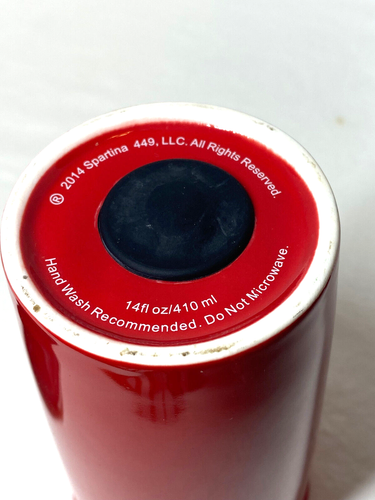 ® 2014 Spartina 449, LLC. All Rights Reserved.
14fl oz/410 ml
Hand Wash Recommended. Do Not Microwave.